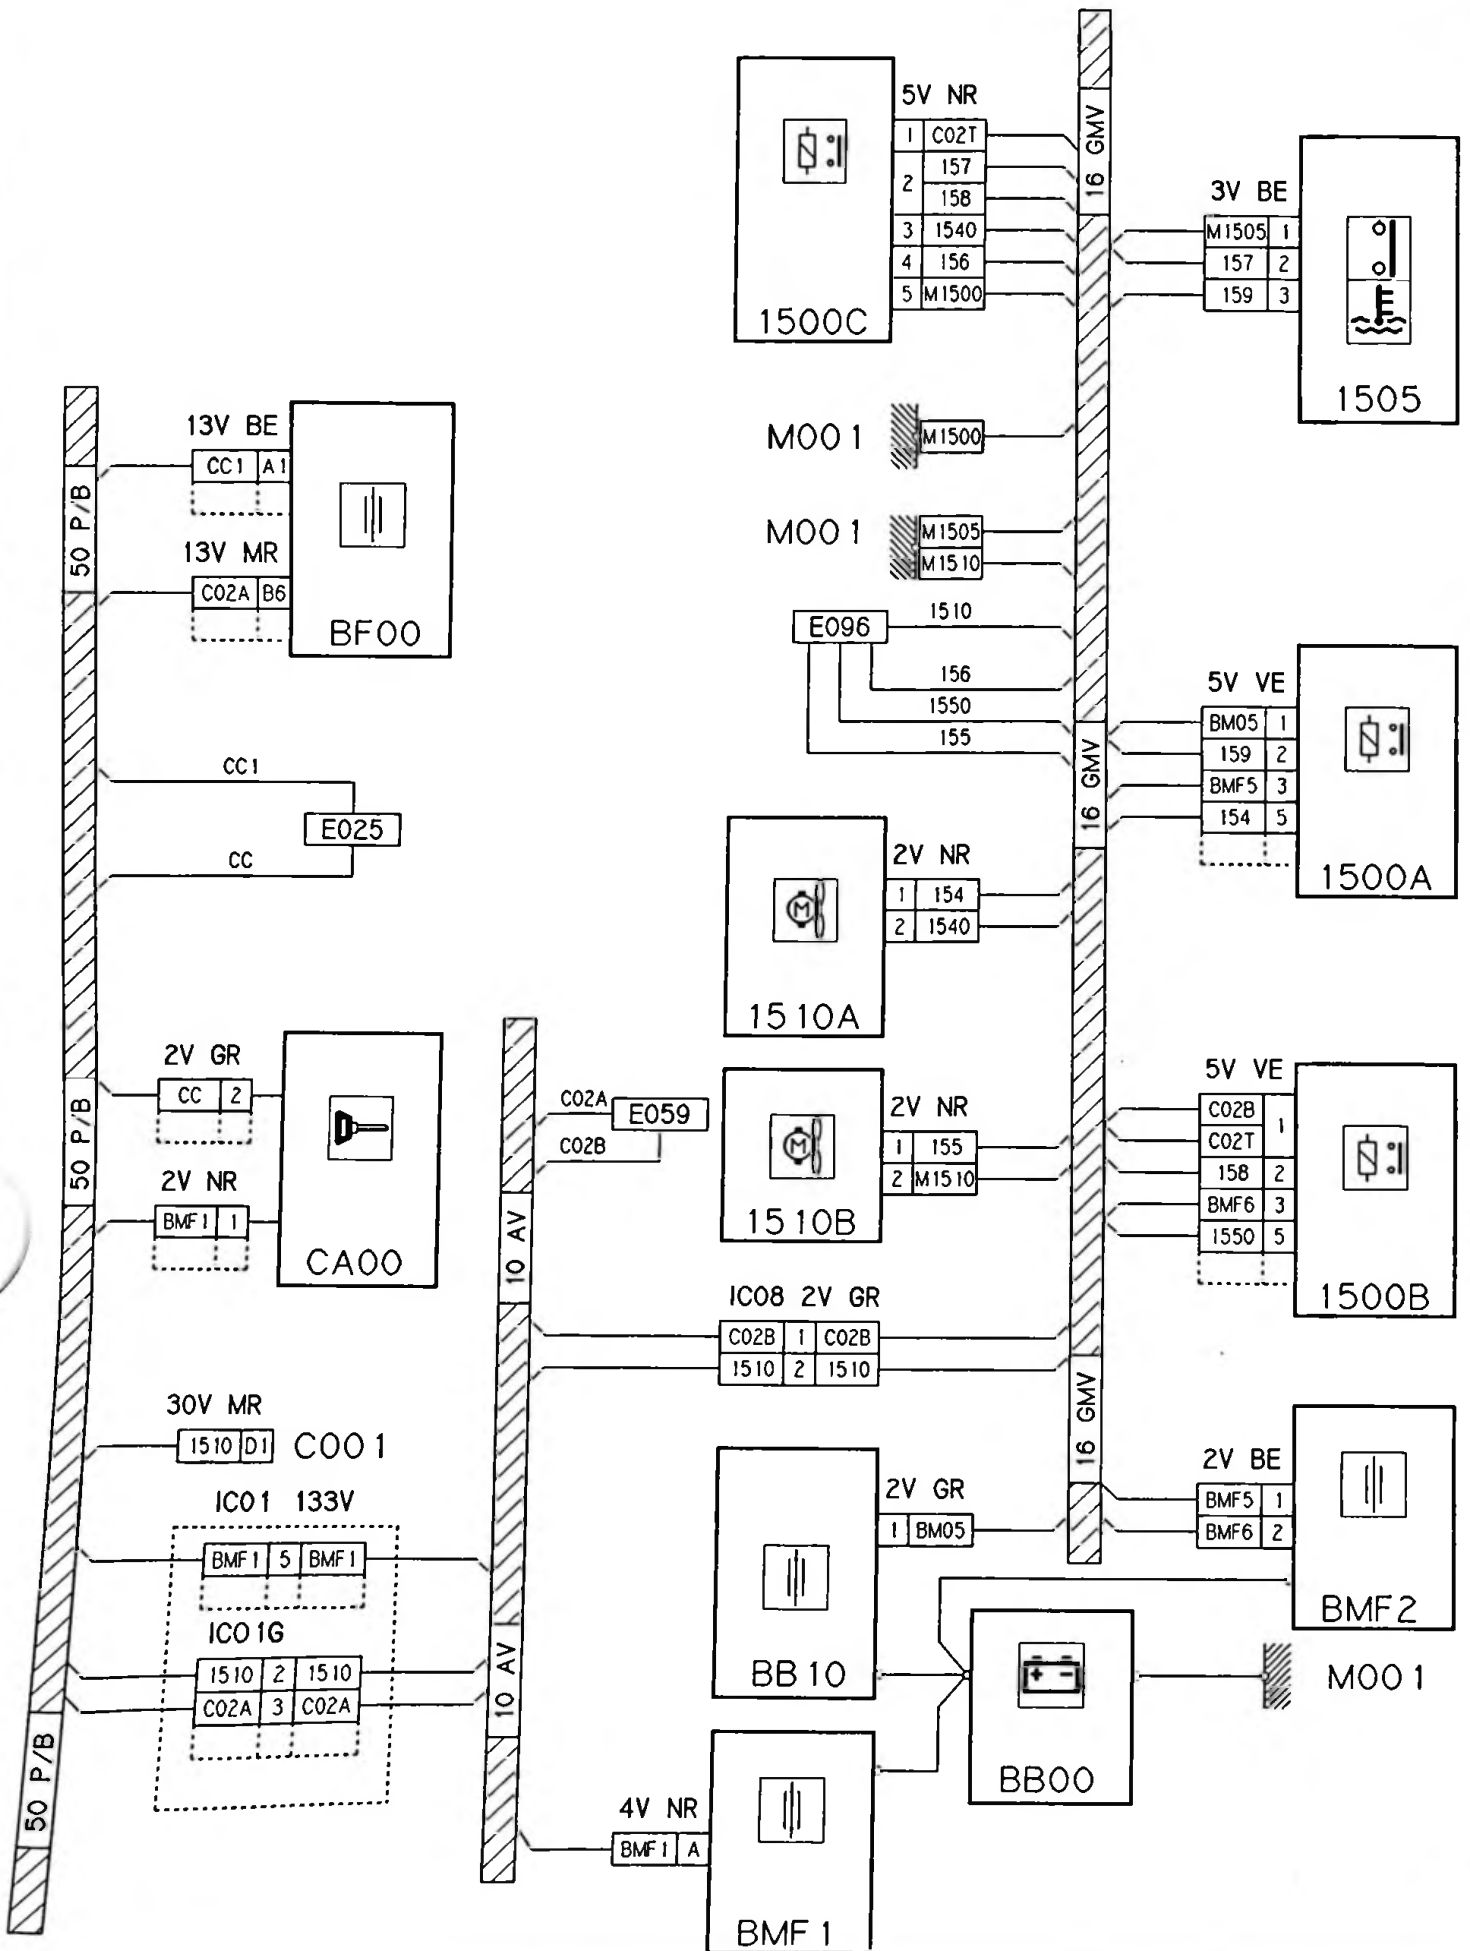 50 P/B
13V BE
CC1 A1
13V MR
C02A B6
BF00
CC1
E025
CC
50 P/B
2V GR
CC 2
2V NR
BMF1 1
CA00
30V MR
1510 D1 C001
IC01 133V
BMF1 5 BMF1
IC01G
1510 2 1510
C02A 3 C02A
50 P/B
10 AV
C02A E059
C02B
10 AV
5V NR
1 C02T
2 157
158
3 1540
4 156
5 M1500
1500C
16 GMV
3V BE
M1505 1
157 2
159 3
1505
M001 M1500
M001 M1505
M1510
E096 1510
156
1550
155
16 GMV
5V VE
BM05 1
159 2
BMF5 3
154 5
1500A
2V NR
1 154
2 1540
M
1510A
2V NR
1 155
2 M1510
M
1510B
5V VE
C02B 1
C02T
158 2
BMF6 3
1550 5
1500B
IC08 2V GR
C02B 1 C02B
1510 2 1510
16 GMV
2V GR
1 BM05
BB10
2V BE
BMF5 1
BMF6 2
BMF2
+ -
BB00
M001
4V NR
BMF1 A
BMF1